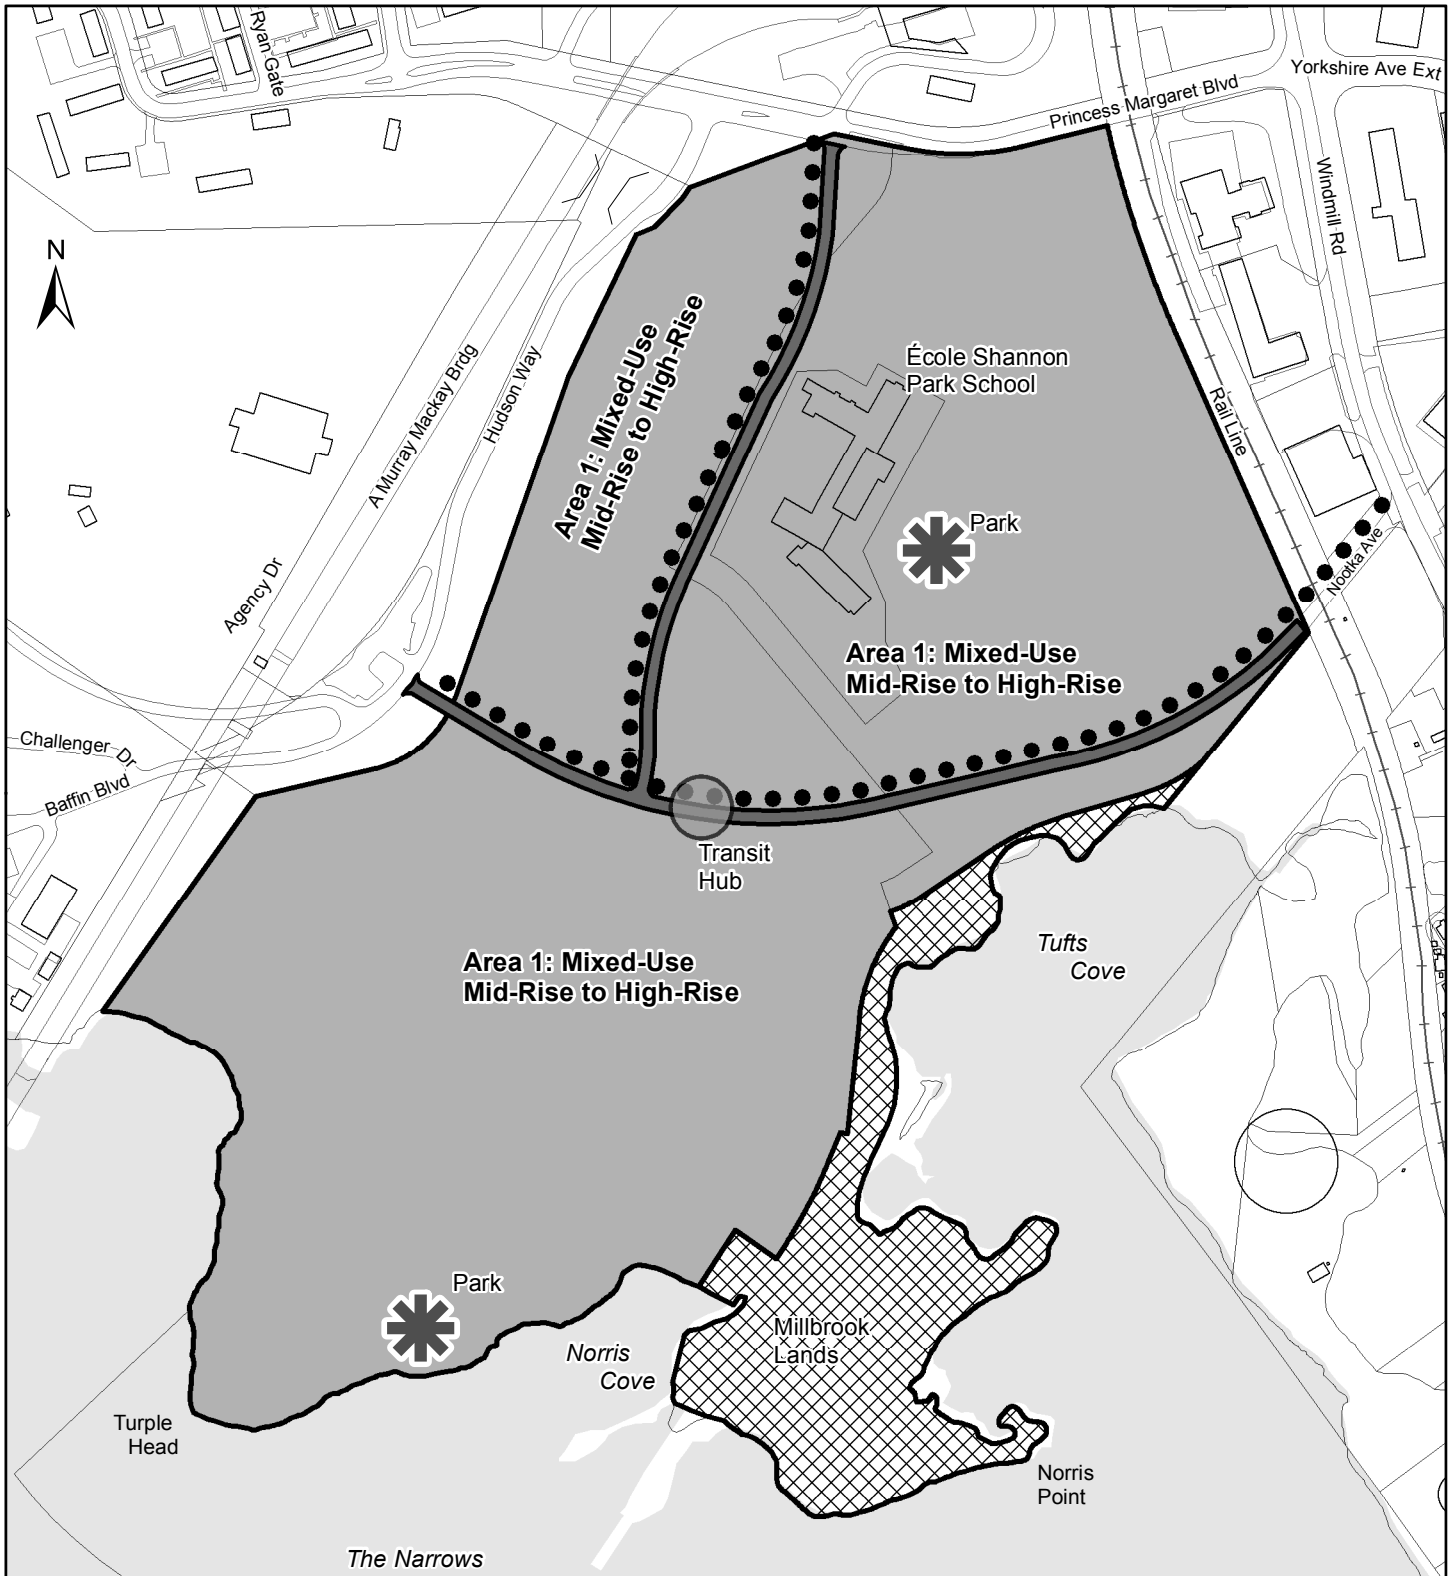 Ryan Gate
Yorkshire Ave Ext
Princess Margaret Blvd
Windmill Rd
N
École Shannon
Park School
Area 1: Mixed-Use
Mid-Rise to High-Rise
A Murray Mackay Brdg
Hudson Way
Rail Line
Park
Nootka Ave
Agency Dr
Area 1: Mixed-Use
Mid-Rise to High-Rise
Challenger Dr
Baffin Blvd
Transit
Hub
Tufts
Cove
Area 1: Mixed-Use
Mid-Rise to High-Rise
Park
Millbrook
Lands
Norris
Cove
Turple
Head
Norris
Point
The Narrows